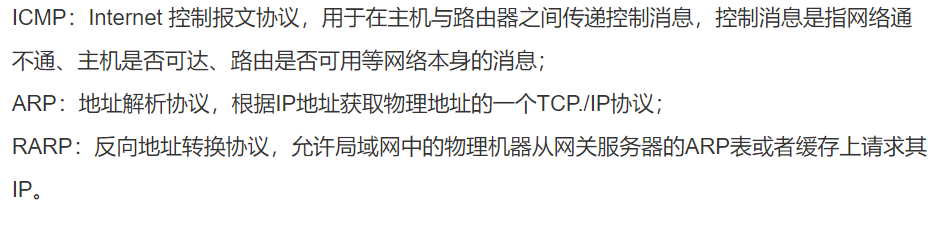 ICMP：Internet 控制报文协议，用于在主机与路由器之间传递控制消息，控制消息是指网络通
不通、主机是否可达、路由是否可用等网络本身的消息；
ARP：地址解析协议，根据IP地址获取物理地址的一个TCP./IP协议；
RARP：反向地址转换协议，允许局域网中的物理机器从网关服务器的ARP表或者缓存上请求其
IP。